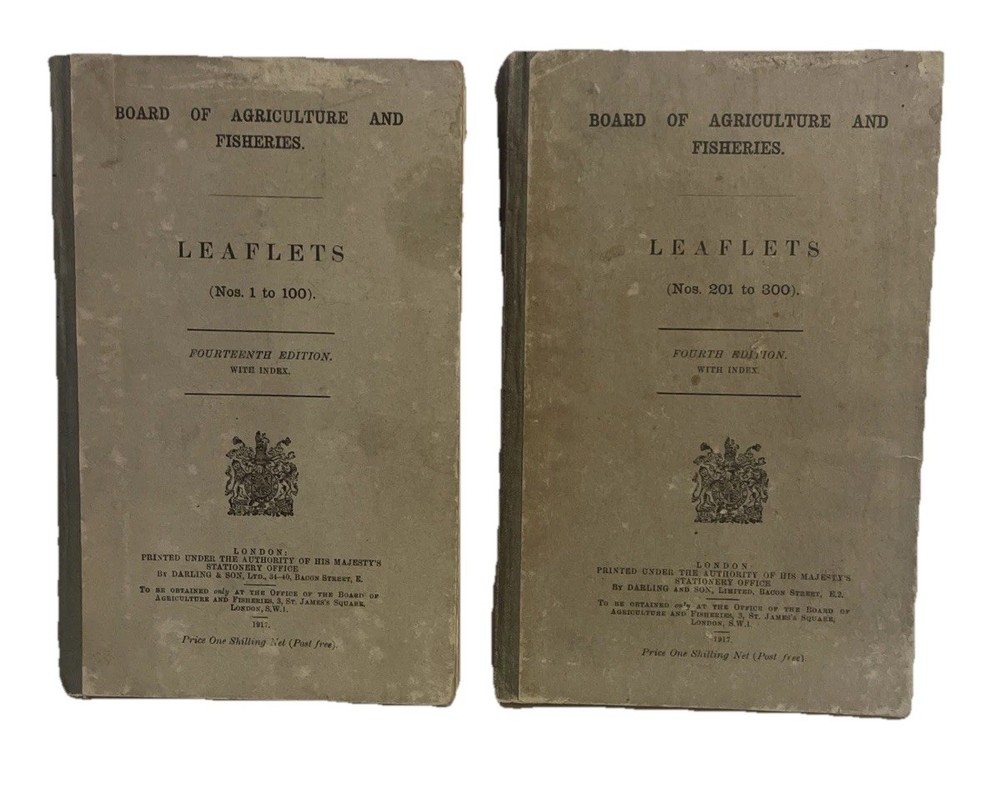 BOARD OF AGRICULTURE AND
FISHERIES.
LEAFLETS
(Nos. 1 to 100).
FOURTEENTH EDITION.
WITH INDEX.
LONDON:
PRINTED UNDER THE AUTHORITY OF HIS MAJESTY'S
STATIONERY OFFICE
BY DARLING & SON, LTD., 34-40, BACON STREET, E.
TO BE OBTAINED only AT THE OFFICE OF THE BOARD OF
AGRICULTURE AND FISHERIES, 3, ST. JAMES'S SQUARE,
LONDON, S.W.1.
1917.
Price One Shilling Net (Post free).
BOARD OF AGRICULTURE AND
FISHERIES.
LEAFLETS
(Nos. 201 to 300).
FOURTH EDITION.
WITH INDEX.
LONDON
PRINTED UNDER THE AUTHORITY OF HIS MAJESTY'S
STATIONERY OFFICE
BY DARLING AND SON, LIMITED, BACON STREET, E.2.
TO BE OBTAINED only AT THE OFFICE OF THE BOARD OF
AGRICULTURE AND FISHERIES, 3, ST. JAMES'S SQUARE,
LONDON, S.W.1.
1917.
Price One Shilling Net (Post free)